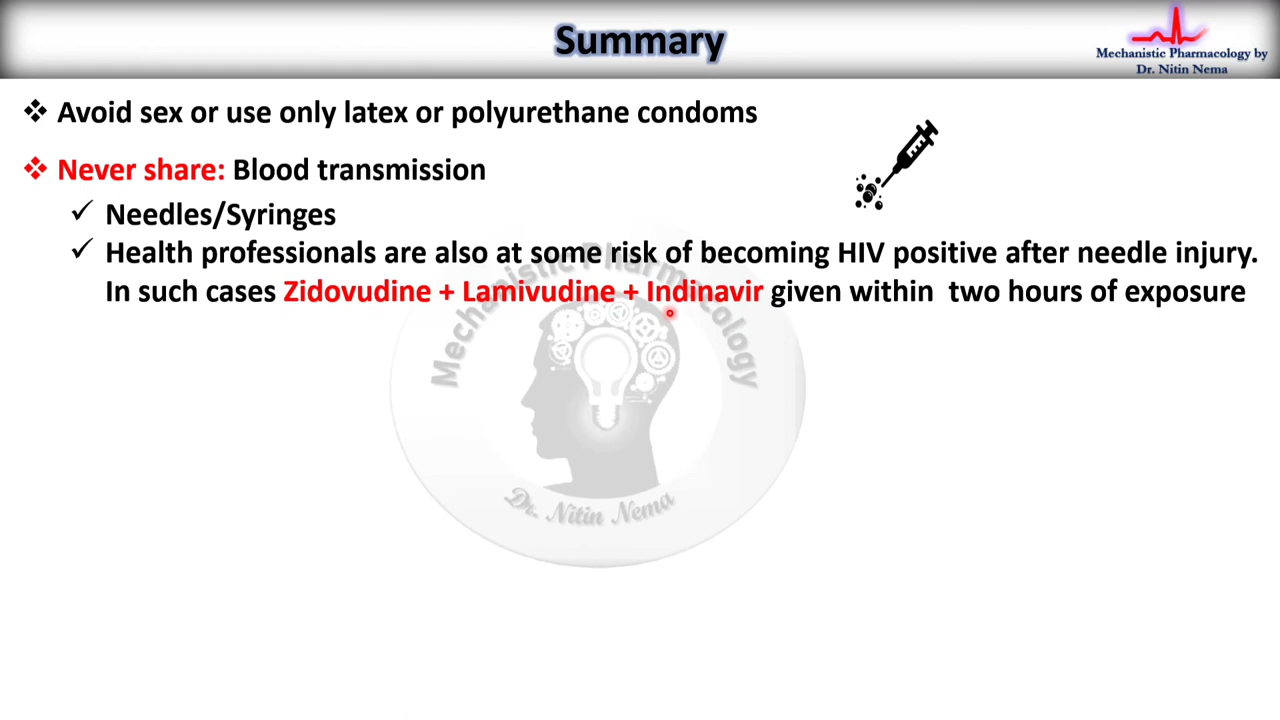 Summary
Mechanistic Pharmacology by
Dr. Nitin Nema
❖ Avoid sex or use only latex or polyurethane condoms
❖ Never share: Blood transmission
✓ Needles/Syringes
✓ Health professionals are also at some risk of becoming HIV positive after needle injury.
In such cases Zidovudine + Lamivudine + Indinavir given within two hours of exposure
Mechanistic Pharmacology
Dr. Nitin Nema